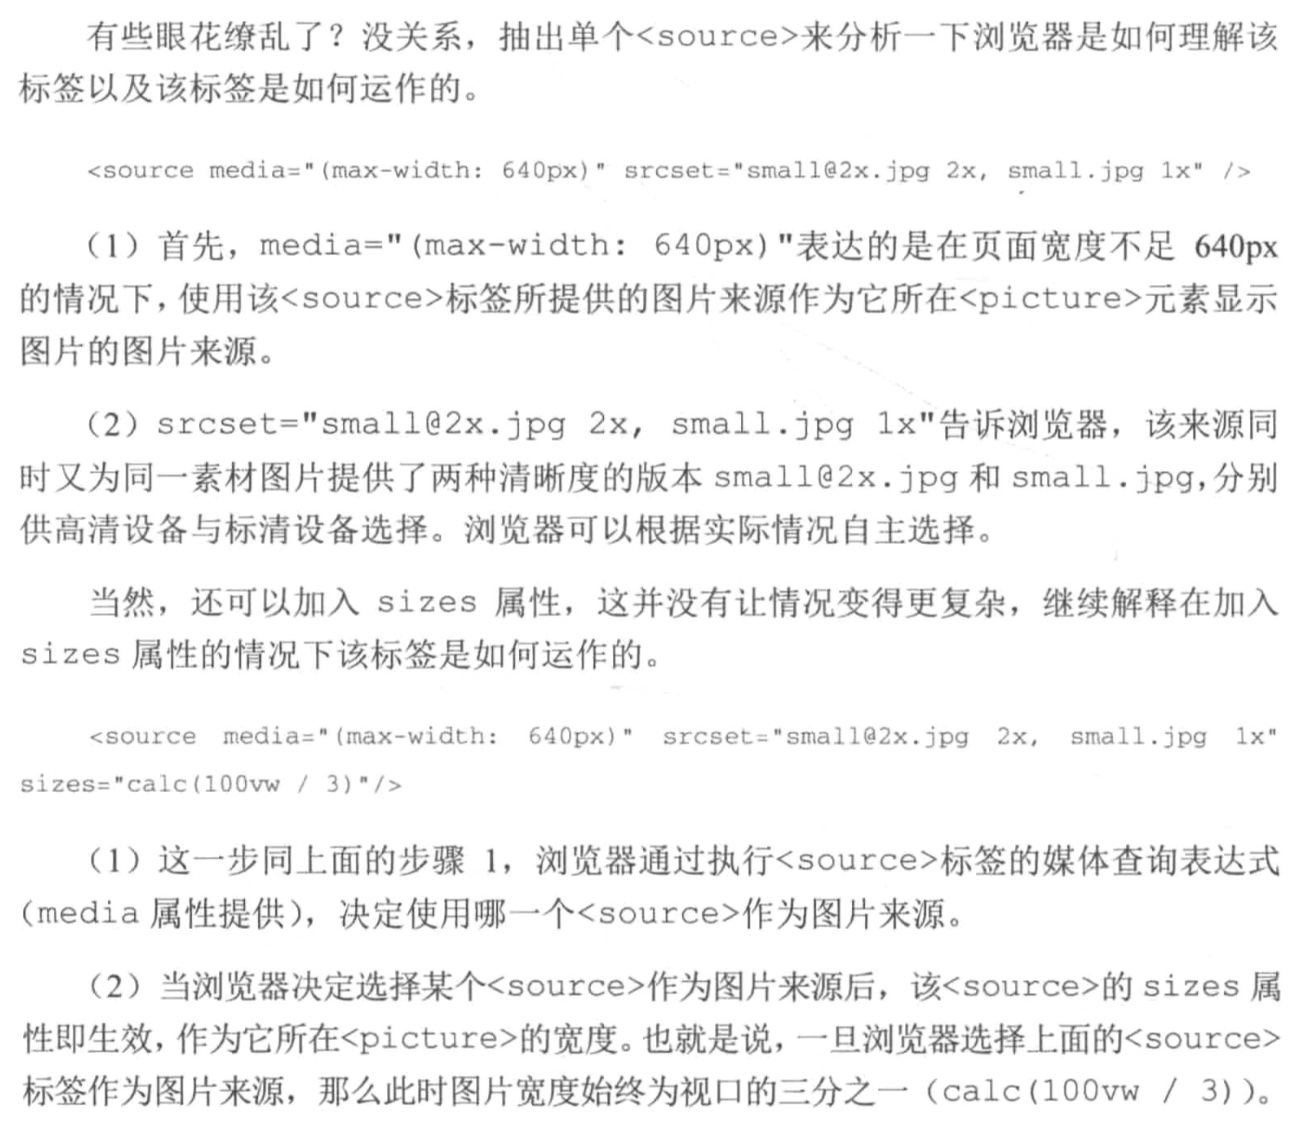 有些眼花缭乱了？没关系，抽出单个<source>来分析一下浏览器是如何理解该
标签以及该标签是如何运作的。
<source media="(max-width: 640px)" srcset="small@2x.jpg 2x, small.jpg 1x" />
（1）首先，media="(max-width: 640px)"表达的是在页面宽度不足 640px
的情况下，使用该<source>标签所提供的图片来源作为它所在<picture>元素显示
图片的图片来源。
（2）srcset="small@2x.jpg 2x, small.jpg 1x"告诉浏览器，该来源同
时又为同一素材图片提供了两种清晰度的版本 small@2x.jpg 和 small.jpg,分别
供高清设备与标清设备选择。浏览器可以根据实际情况自主选择。
当然，还可以加入 sizes 属性，这并没有让情况变得更复杂，继续解释在加入
sizes 属性的情况下该标签是如何运作的。
<source media="(max-width: 640px)" srcset="small@2x.jpg 2x, small.jpg 1x"
sizes="calc(100vw / 3)"/>
（1）这一步同上面的步骤 1，浏览器通过执行<source>标签的媒体查询表达式
(media 属性提供)，决定使用哪一个<source>作为图片来源。
（2）当浏览器决定选择某个<source>作为图片来源后，该<source>的 sizes 属
性即生效，作为它所在<picture>的宽度。也就是说，一旦浏览器选择上面的<source>
标签作为图片来源，那么此时图片宽度始终为视口的三分之一（calc(100vw / 3)）。